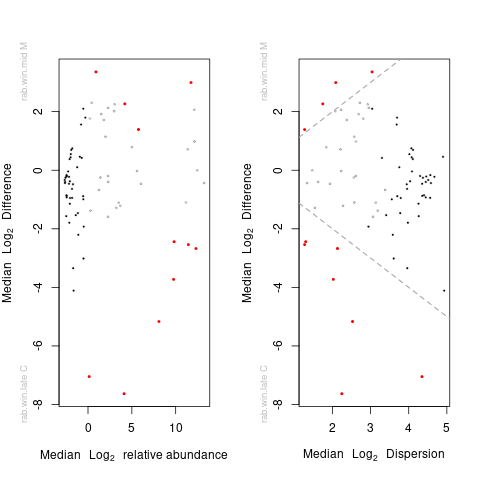 rab.win.mid M
rab.win.late C
Median Log2 Difference
2
0
-2
-4
-6
-8
0 5 10
Median Log2 relative abundance
rab.win.mid M
rab.win.late C
Median Log2 Difference
2
0
-2
-4
-6
-8
2 3 4 5
Median Log2 Dispersion